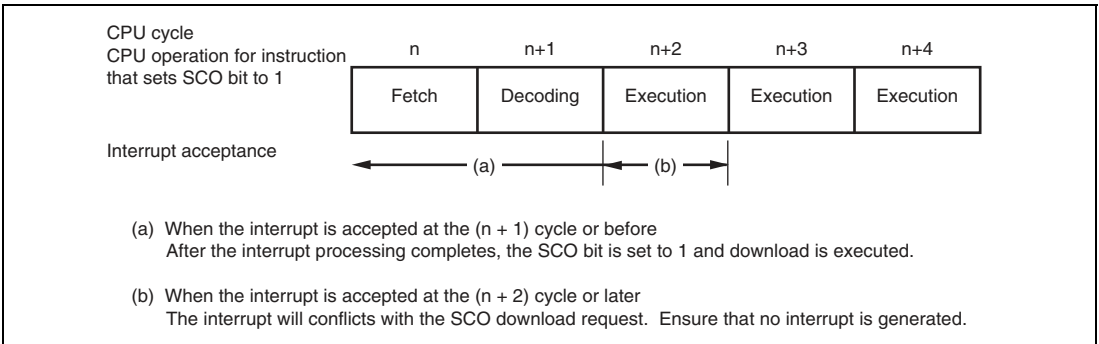 CPU cycle
CPU operation for instruction
that sets SCO bit to 1
n n+1 n+2 n+3 n+4
Fetch Decoding Execution Execution Execution
Interrupt acceptance
(a) (b)
(a) When the interrupt is accepted at the (n + 1) cycle or before
After the interrupt processing completes, the SCO bit is set to 1 and download is executed.
(b) When the interrupt is accepted at the (n + 2) cycle or later
The interrupt will conflicts with the SCO download request. Ensure that no interrupt is generated.